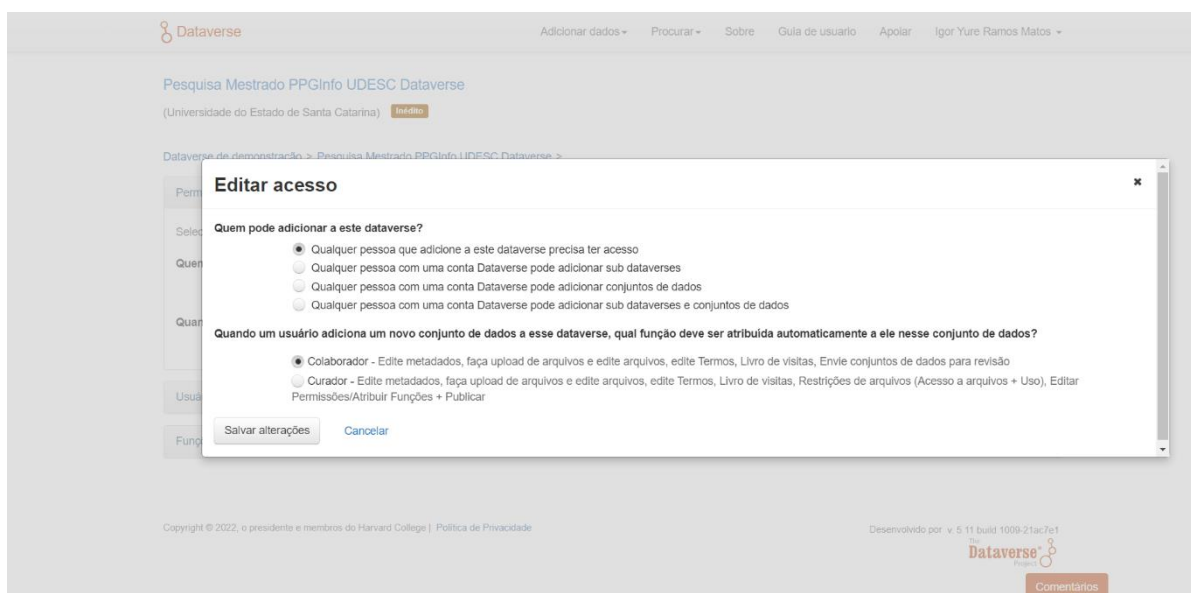 Dataverse
Adicionar dados
Procurar
Sobre
Guia de usuario
Apoiar
Igor Yure Ramos Matos
Pesquisa Mestrado PPGInfo UDESC Dataverse
(Universidade do Estado de Santa Catarina) Inédito
Dataverse de demonstração > Pesquisa Mestrado PPGInfo UDESC Dataverse >
Editar acesso
Quem pode adicionar a este dataverse?
Qualquer pessoa que adicione a este dataverse precisa ter acesso
Qualquer pessoa com uma conta Dataverse pode adicionar sub dataverses
Qualquer pessoa com uma conta Dataverse pode adicionar conjuntos de dados
Qualquer pessoa com uma conta Dataverse pode adicionar sub dataverses e conjuntos de dados
Quando um usuário adiciona um novo conjunto de dados a esse dataverse, qual função deve ser atribuída automaticamente a ele nesse conjunto de dados?
Colaborador - Edite metadados, faça upload de arquivos e edite arquivos, edite Termos, Livro de visitas, Envie conjuntos de dados para revisão
Curador - Edite metadados, faça upload de arquivos e edite arquivos, edite Termos, Livro de visitas, Restrições de arquivos (Acesso a arquivos + Uso), Editar
Permissões/Atribuir Funções + Publicar
Salvar alterações
Cancelar
Perm
Selec
Quen
Quan
Usuá
Funç
Copyright © 2022, o presidente e membros do Harvard College | Política de Privacidade
Desenvolvido por v. 5.11 build 1009-21ac7e1
The
Dataverse
Project
Comentários